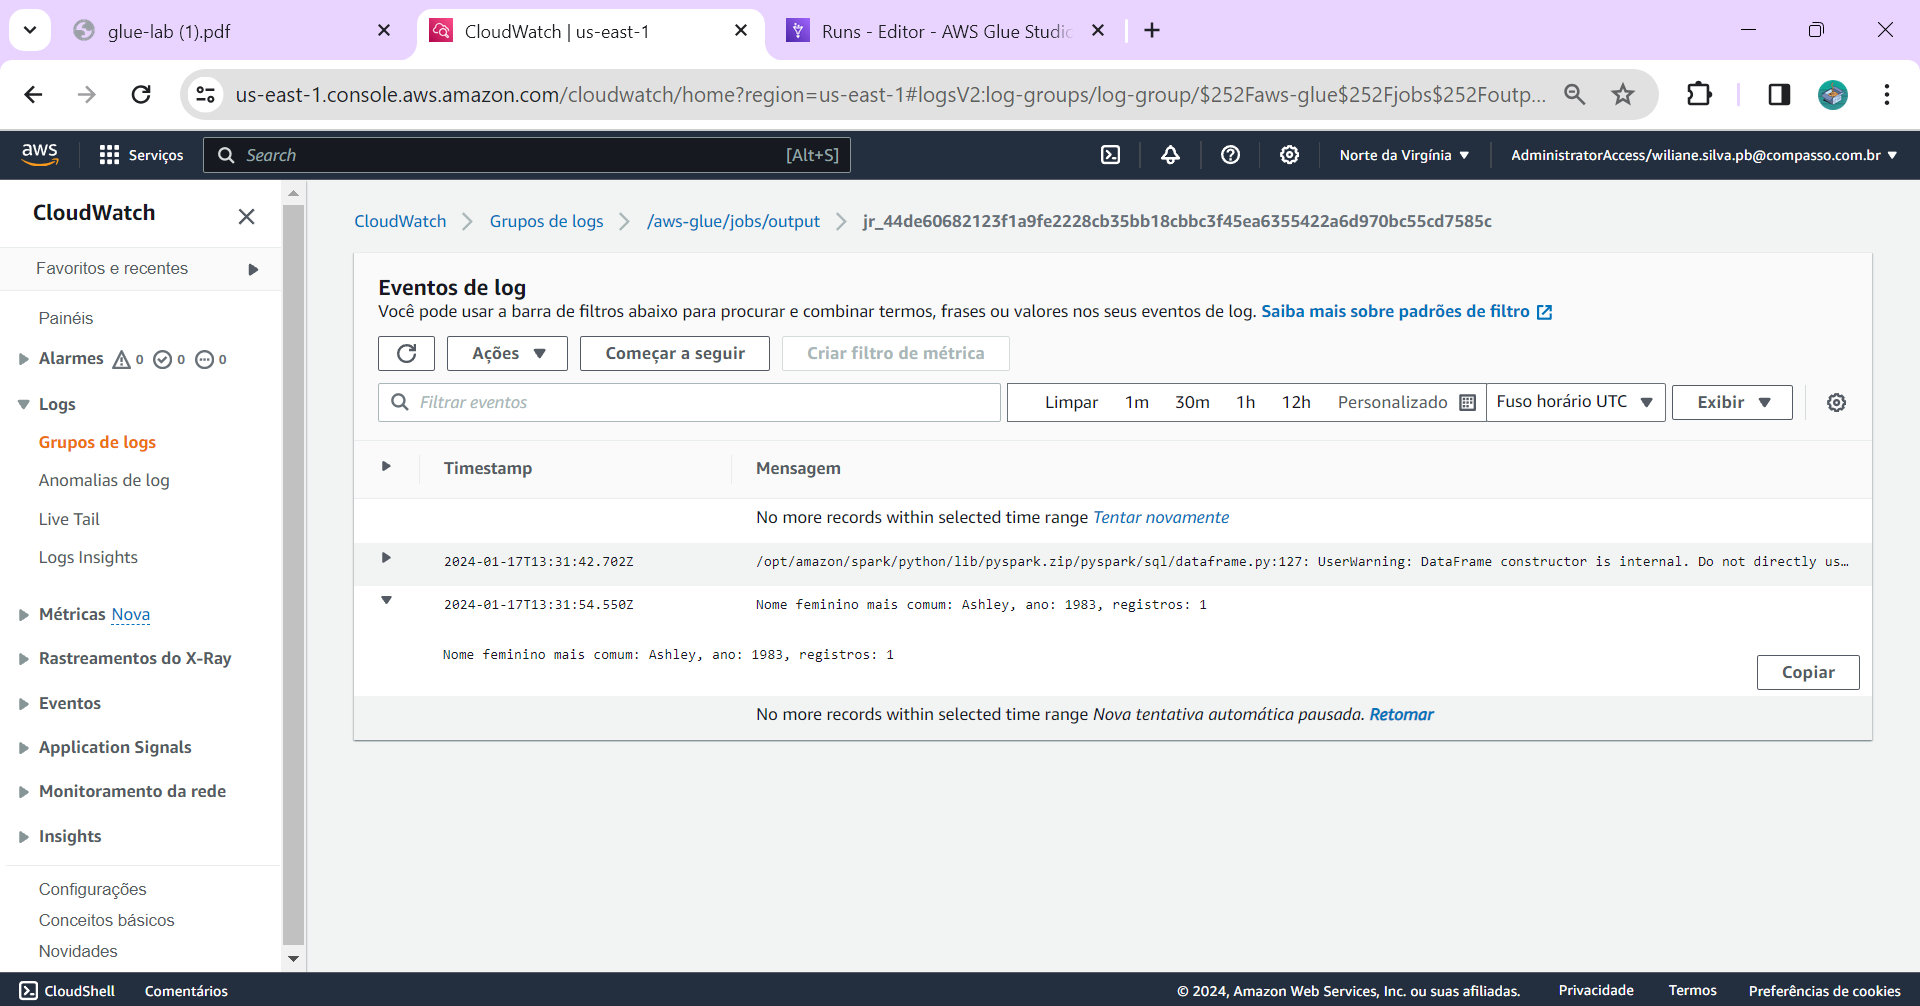 glue-lab (1).pdf
CloudWatch | us-east-1
Runs - Editor - AWS Glue Studio
us-east-1.console.aws.amazon.com/cloudwatch/home?region=us-east-1#logsV2:log-groups/log-group/$252Faws-glue$252Fjobs$252Foutp...
aws
Serviços
Search
[Alt+S]
Norte da Virgínia
AdministratorAccess/wiliane.silva.pb@compasso.com.br
CloudWatch
Favoritos e recentes
Painéis
Alarmes 0 0 0
Logs
Grupos de logs
Anomalias de log
Live Tail
Logs Insights
Métricas Nova
Rastreamentos do X-Ray
Eventos
Application Signals
Monitoramento da rede
Insights
Configurações
Conceitos básicos
Novidades
CloudWatch
Grupos de logs
/aws-glue/jobs/output
jr_44de60682123f1a9fe2228cb35bb18cbbc3f45ea6355422a6d970bc55cd7585c
Eventos de log
Você pode usar a barra de filtros abaixo para procurar e combinar termos, frases ou valores nos seus eventos de log. Saiba mais sobre padrões de filtro
Ações
Começar a seguir
Criar filtro de métrica
Filtrar eventos
Limpar 1m 30m 1h 12h Personalizado
Fuso horário UTC
Exibir
Timestamp
Mensagem
No more records within selected time range Tentar novamente
2024-01-17T13:31:42.702Z
/opt/amazon/spark/python/lib/pyspark.zip/pyspark/sql/dataframe.py:127: UserWarning: DataFrame constructor is internal. Do not directly us…
2024-01-17T13:31:54.550Z
Nome feminino mais comum: Ashley, ano: 1983, registros: 1
Nome feminino mais comum: Ashley, ano: 1983, registros: 1
Copiar
No more records within selected time range Nova tentativa automática pausada. Retomar
CloudShell
Comentários
© 2024, Amazon Web Services, Inc. ou suas afiliadas.
Privacidade
Termos
Preferências de cookies